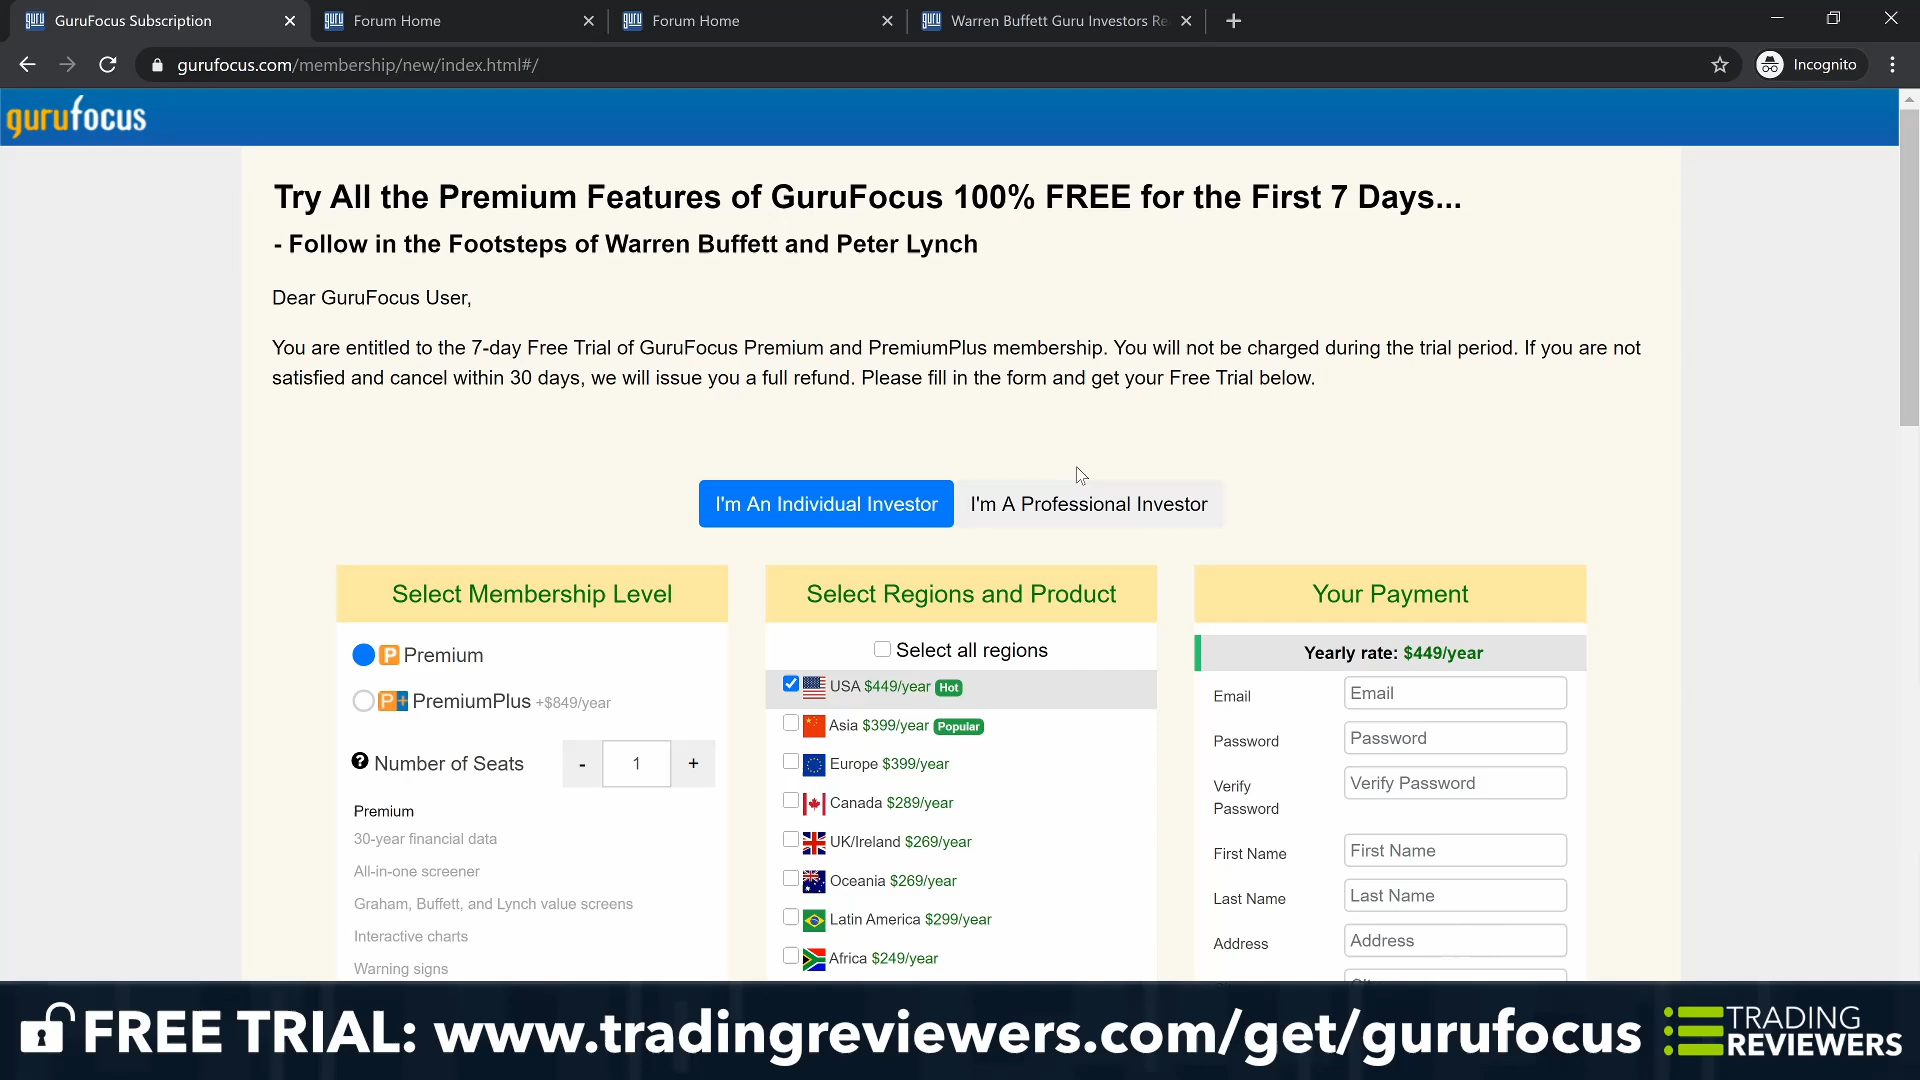 GuruFocus Subscription
Forum Home
Forum Home
Warren Buffett Guru Investors Re
gurufocus.com/membership/new/index.html#/
Incognito
gurufocus
Try All the Premium Features of GuruFocus 100% FREE for the First 7 Days...
- Follow in the Footsteps of Warren Buffett and Peter Lynch
Dear GuruFocus User,
You are entitled to the 7-day Free Trial of GuruFocus Premium and PremiumPlus membership. You will not be charged during the trial period. If you are not
satisfied and cancel within 30 days, we will issue you a full refund. Please fill in the form and get your Free Trial below.
I'm An Individual Investor
I'm A Professional Investor
Select Membership Level
P Premium
P+ PremiumPlus +$849/year
? Number of Seats - 1 +
Premium
30-year financial data
All-in-one screener
Graham, Buffett, and Lynch value screens
Interactive charts
Warning signs
Select Regions and Product
Select all regions
USA $449/year Hot
Asia $399/year Popular
Europe $399/year
Canada $289/year
UK/Ireland $269/year
Oceania $269/year
Latin America $299/year
Africa $249/year
Your Payment
Yearly rate: $449/year
Email Email
Password Password
Verify Password Verify Password
First Name First Name
Last Name Last Name
Address Address
FREE TRIAL: www.tradingreviewers.com/get/gurufocus
TRADING
REVIEWERS